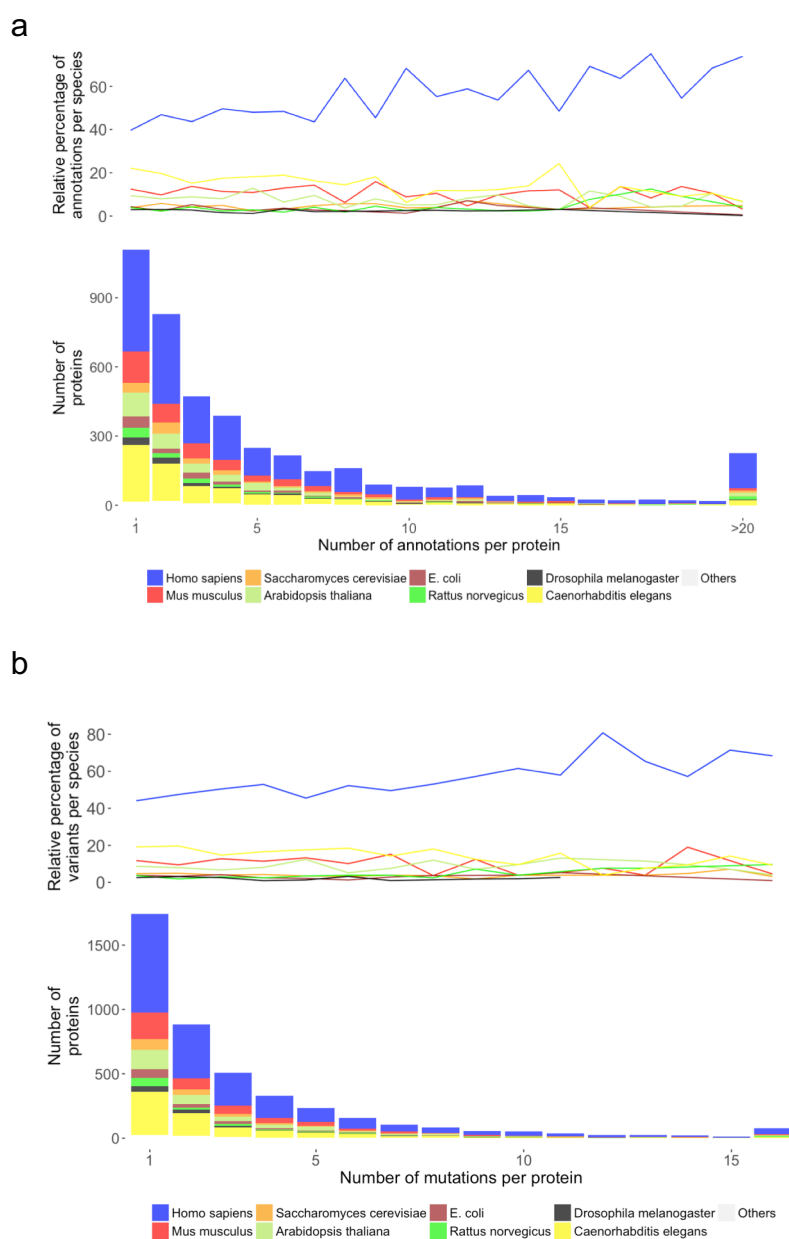 a
Relative percentage of
annotations per species
60
40
20
0
Number of
proteins
900
600
300
0
1 5 10 15 >20
Number of annotations per protein
Homo sapiens Saccharomyces cerevisiae E. coli Drosophila melanogaster Others
Mus musculus Arabidopsis thaliana Rattus norvegicus Caenorhabditis elegans
b
Relative percentage of
variants per species
80
60
40
20
0
Number of
proteins
1500
1000
500
0
1 5 10 15
Number of mutations per protein
Homo sapiens Saccharomyces cerevisiae E. coli Drosophila melanogaster Others
Mus musculus Arabidopsis thaliana Rattus norvegicus Caenorhabditis elegans